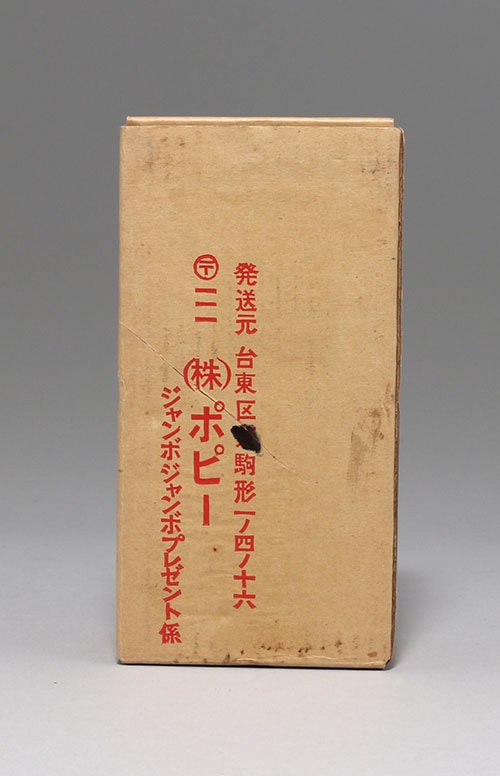 発送元 台東区 駒形一ノ四ノ十六
〒一一一 (株)ポピー
ジャンボジャンボプレゼント係